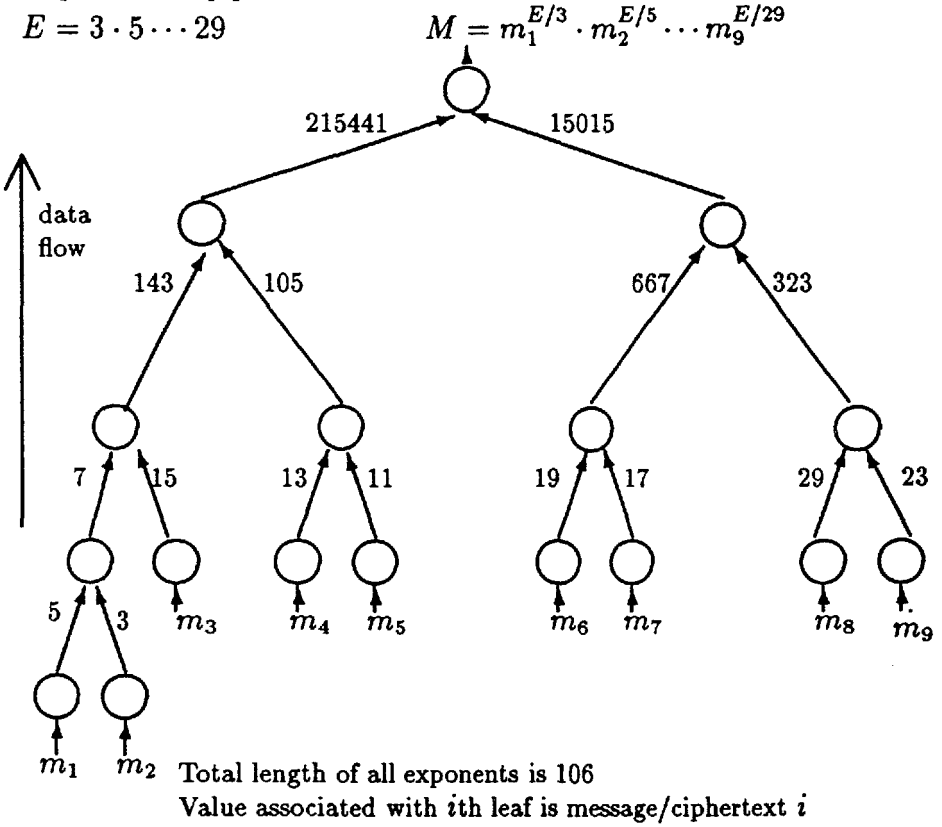 E = 3 · 5 ··· 29
M = m_1^{E/3} · m_2^{E/5} ··· m_9^{E/29}
215441
15015
data
flow
143
105
667
323
7
15
13
11
19
17
29
23
5
3
m_3
m_4
m_5
m_6
m_7
m_8
m_9
m_1
m_2
Total length of all exponents is 106
Value associated with ith leaf is message/ciphertext i